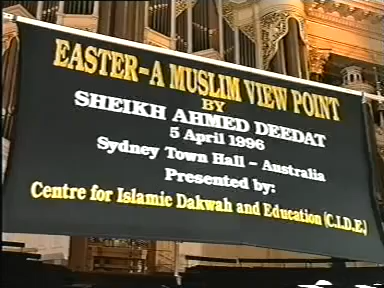 EASTER-A MUSLIM VIEW POINT
BY
SHEIKH AHMED DEEDAT
5 April 1996
Sydney Town Hall - Australia
Presented by:
Centre for Islamic Dakwah and Education (C.I.D.E.)